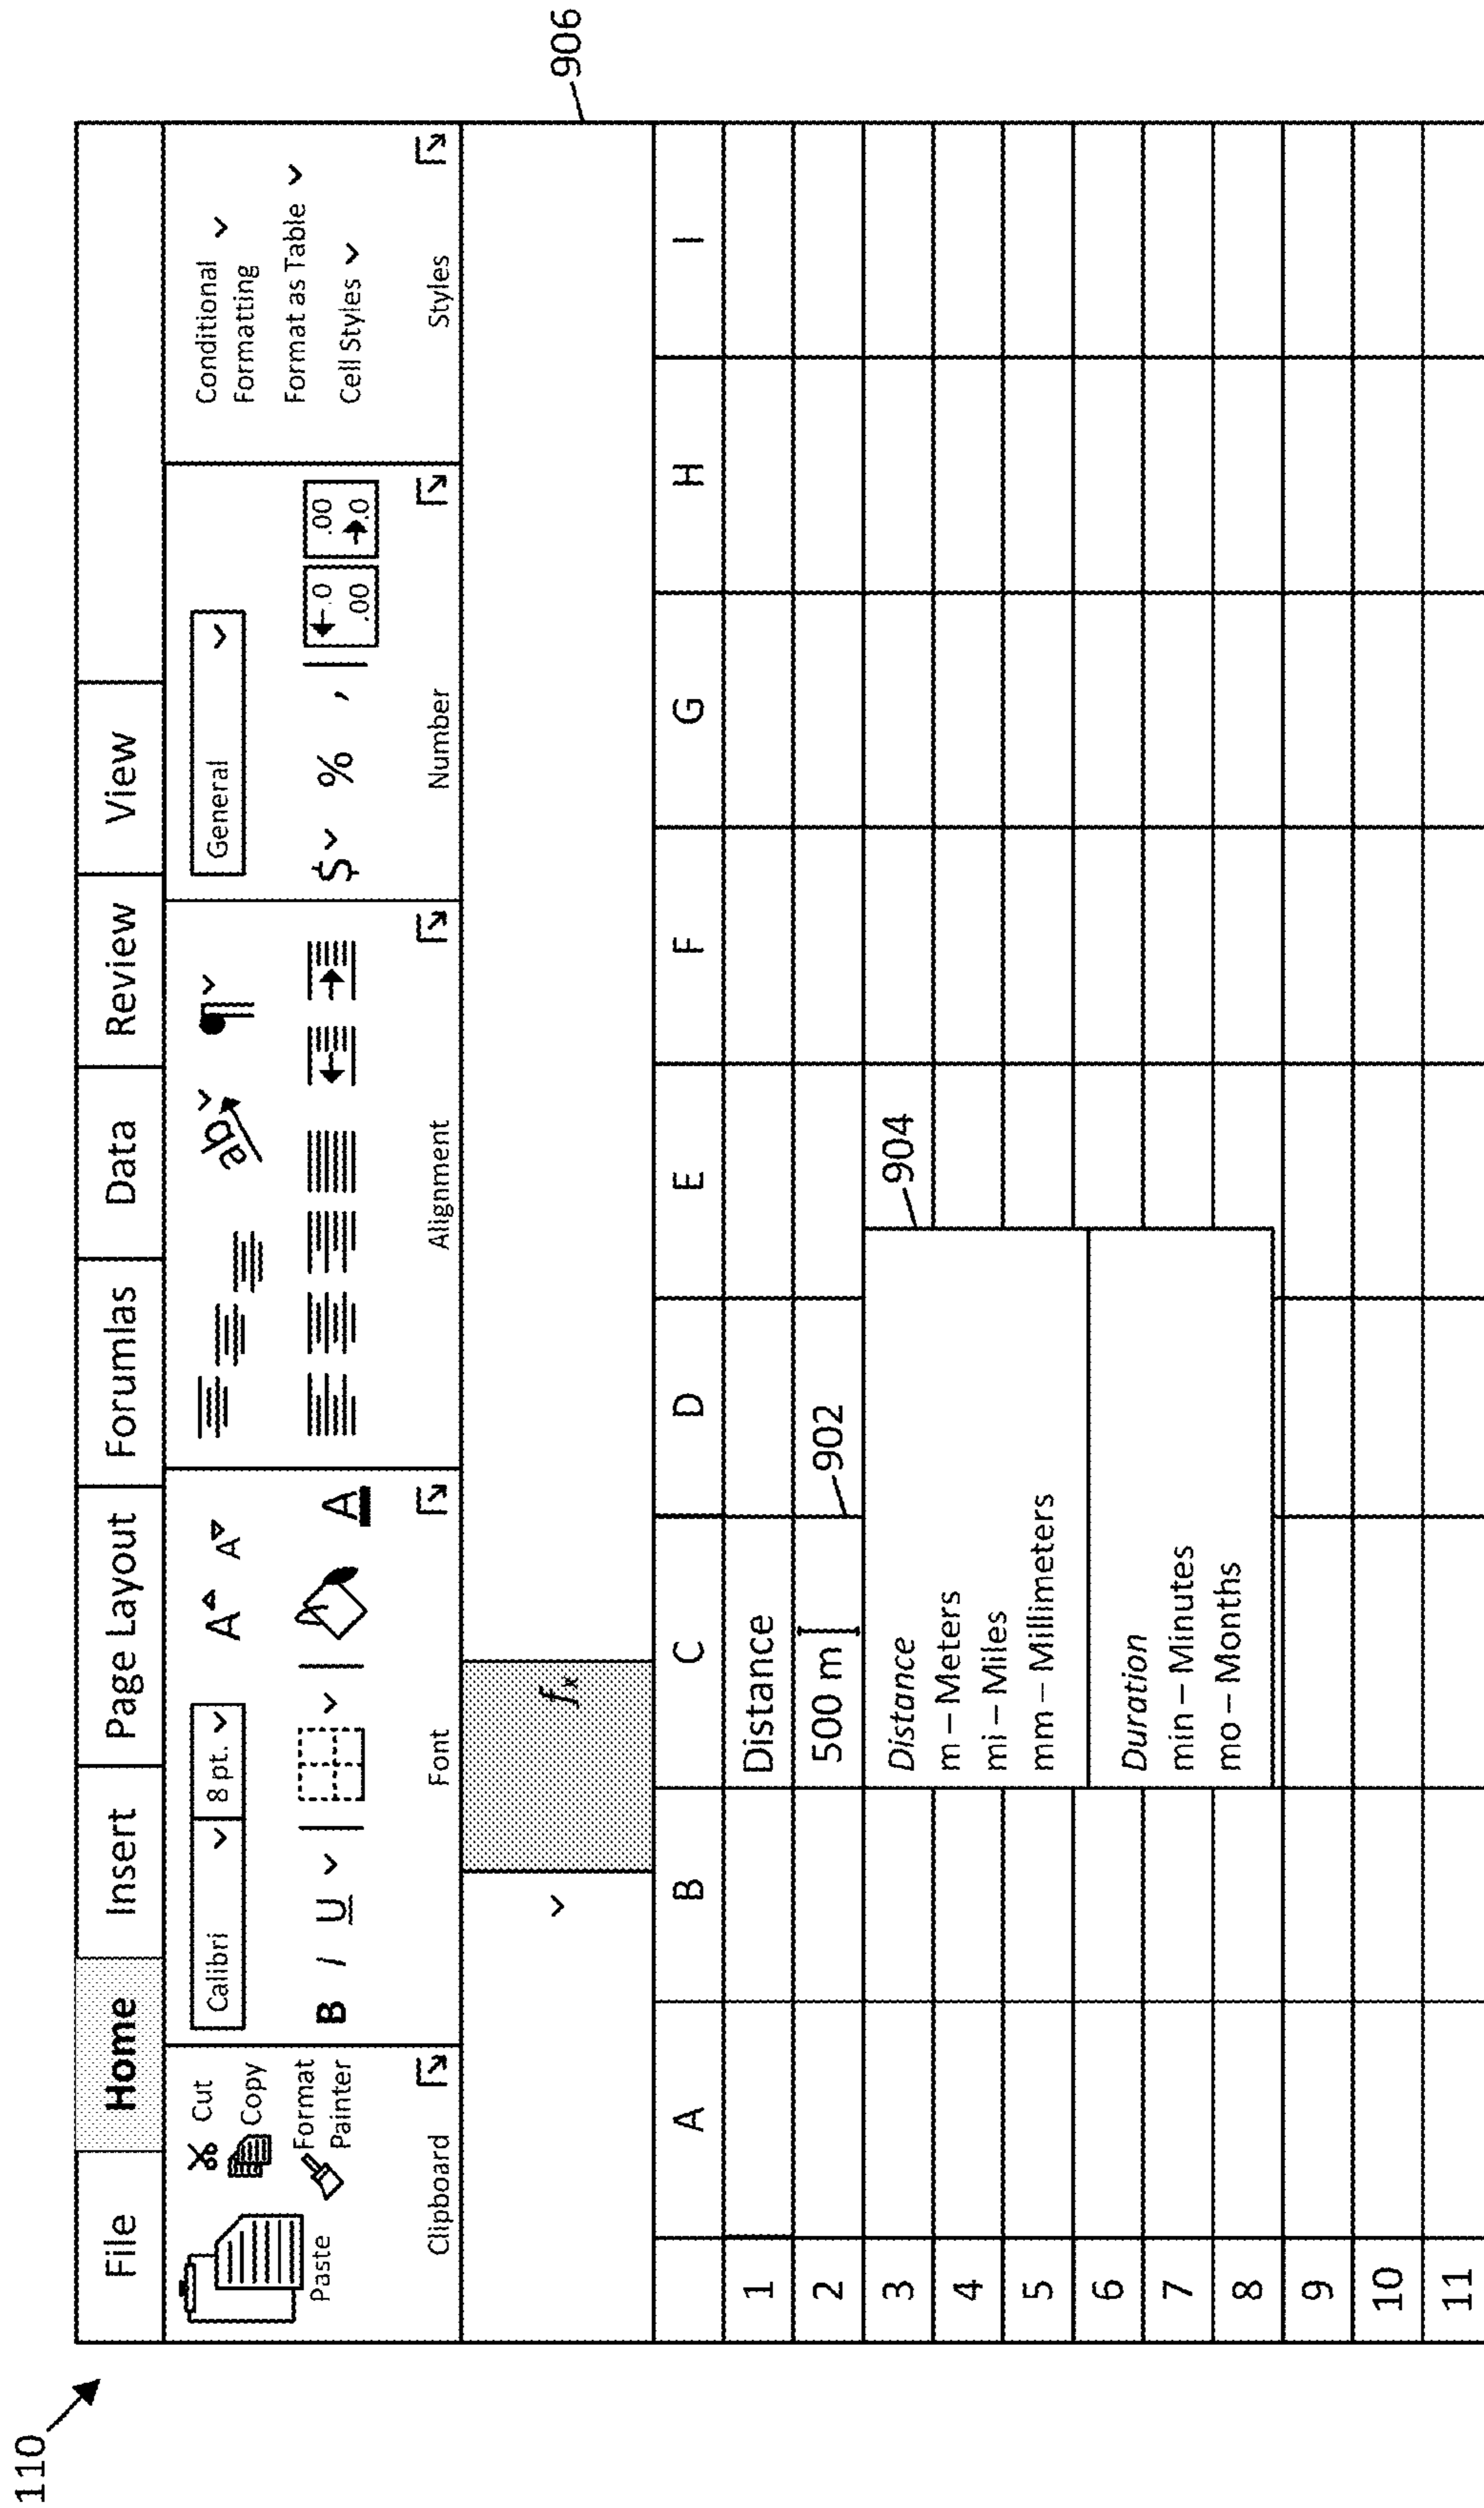 110
File Home Insert Page Layout Forumlas Data Review View
Paste
Cut
Copy
Format
Painter
Clipboard
Calibri 8 pt. A A
B I U A
Font
ab ¶
Alignment
General
$ % , .0 .00 .00 .0
Number
Conditional
Formatting
Format as Table
Cell Styles
Styles
fx
906
A B C D E F G H I
1 Distance
2 500 m
902
3
4
5
6
7
8
9
10
11
904
Distance
m – Meters
mi – Miles
mm – Millimeters
Duration
min – Minutes
mo – Months